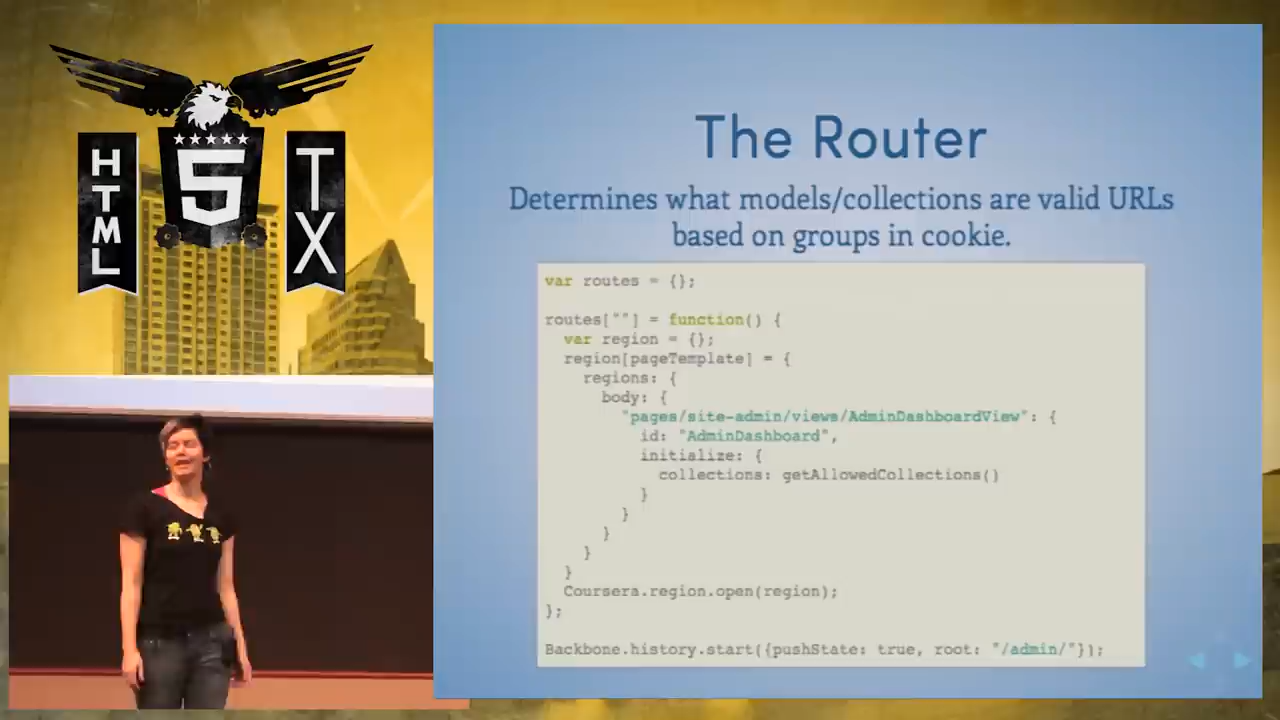 HTML
5
TX
The Router
Determines what models/collections are valid URLs
based on groups in cookie.
var routes = {};
routes[""] = function() {
var region = {};
region[pageTemplate] = {
regions: {
body: {
"pages/site-admin/views/AdminDashboardView": {
id: "AdminDashboard",
initialize: {
collections: getAllowedCollections()
}
}
}
}
}
Coursera.region.open(region);
};
Backbone.history.start({pushState: true, root: "/admin/"});